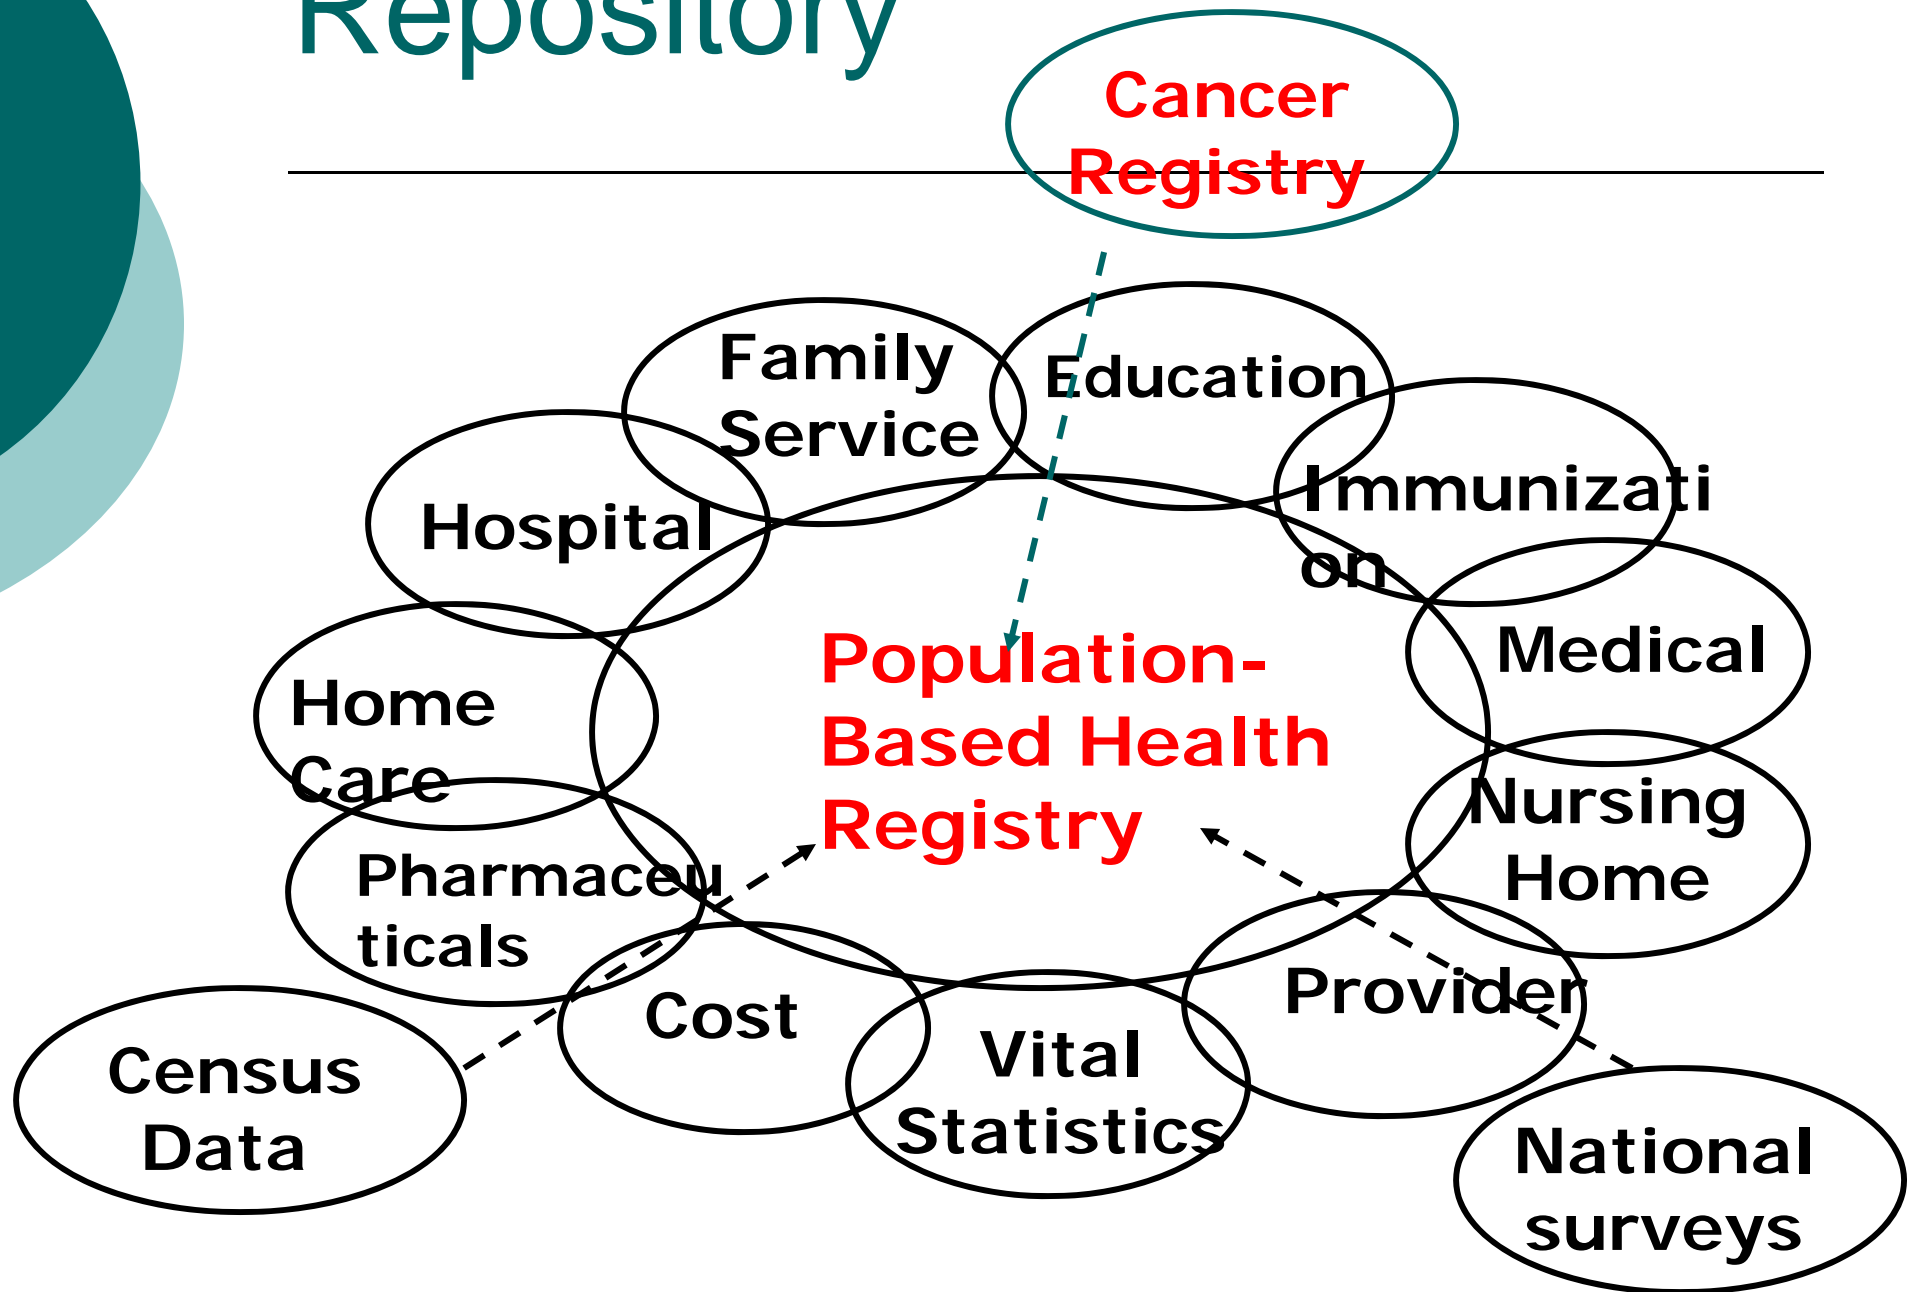 Repository
Cancer
Registry
Family
Service
Education
Immunizati
on
Hospital
Medical
Home
Care
Population-
Based Health
Registry
Nursing
Home
Pharmaceu
ticals
Provider
Cost
Vital
Statistics
Census
Data
National
surveys